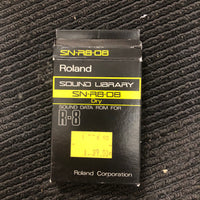 SN-R8-08
Roland
SOUND LIBRARY
SN-R8-08
Dry
SOUND DATA ROM FOR
R-8
Roland Corporation